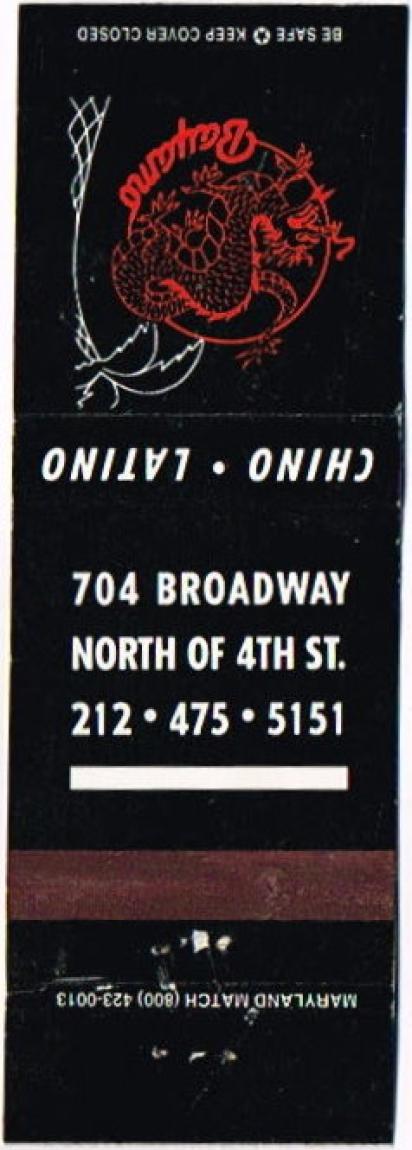 BE SAFE ♻ KEEP COVER CLOSED
Bayamo
CHINO • LATINO
704 BROADWAY
NORTH OF 4TH ST.
212 • 475 • 5151
MARYLAND MATCH (800) 423-0013